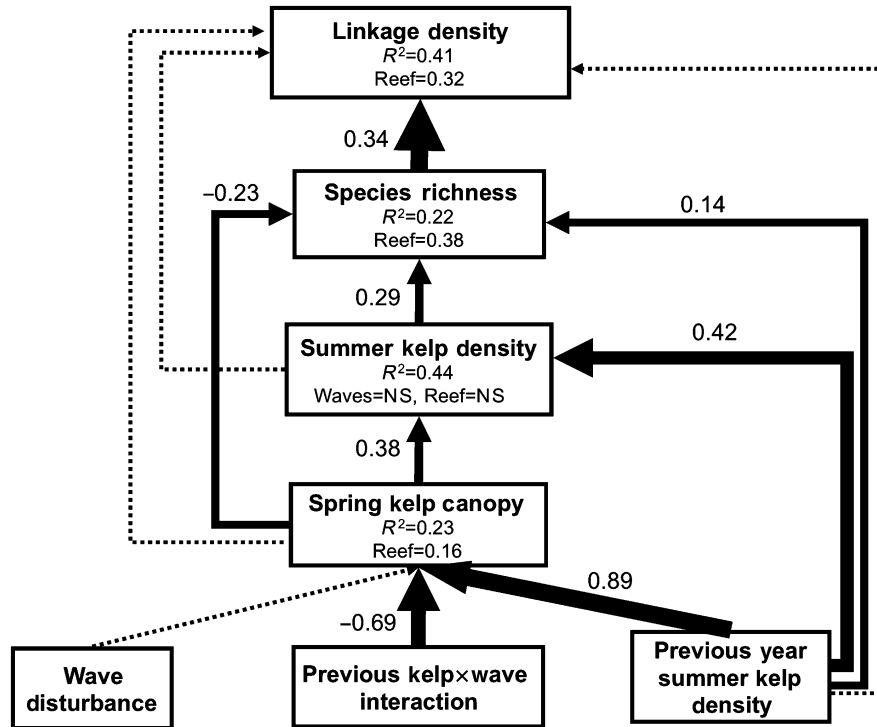 Linkage density
R²=0.41
Reef=0.32
0.34
−0.23
Species richness
R²=0.22
Reef=0.38
0.14
0.29
Summer kelp density
R²=0.44
Waves=NS, Reef=NS
0.42
0.38
Spring kelp canopy
R²=0.23
Reef=0.16
0.89
−0.69
Wave
disturbance
Previous kelp×wave
interaction
Previous year
summer kelp
density